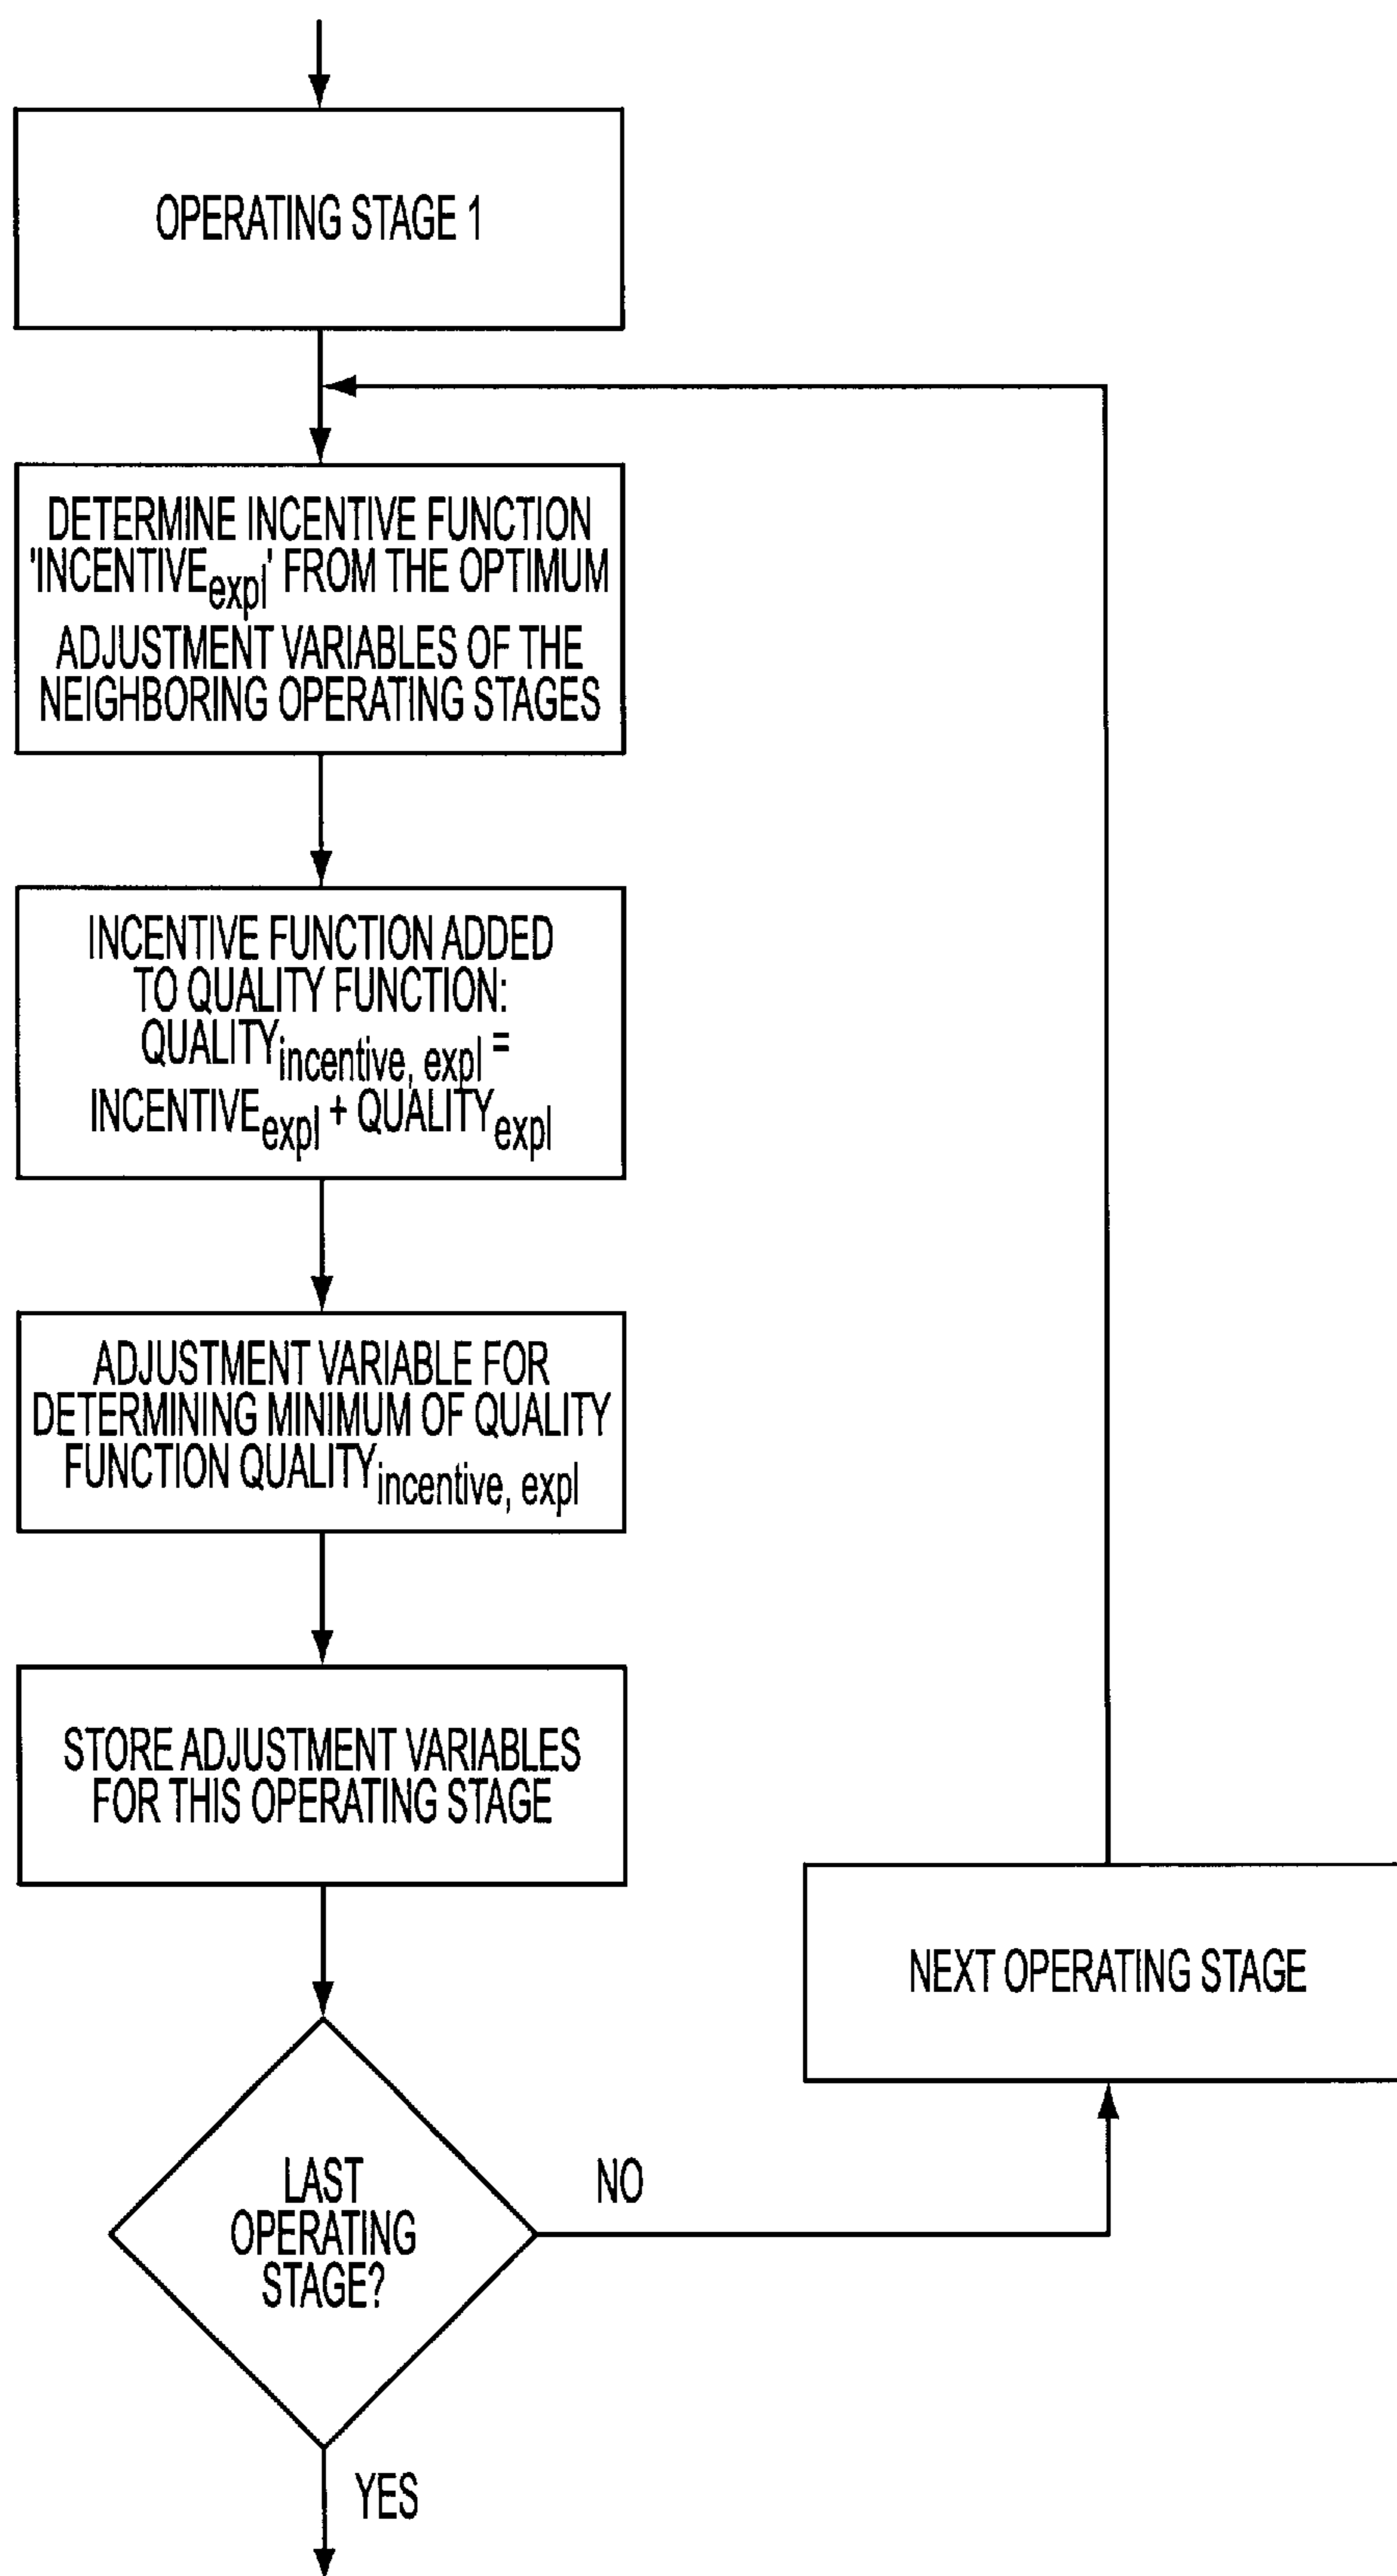 OPERATING STAGE 1
DETERMINE INCENTIVE FUNCTION
'INCENTIVEexpl' FROM THE OPTIMUM
ADJUSTMENT VARIABLES OF THE
NEIGHBORING OPERATING STAGES
INCENTIVE FUNCTION ADDED
TO QUALITY FUNCTION:
QUALITYincentive, expl =
INCENTIVEexpl + QUALITYexpl
ADJUSTMENT VARIABLE FOR
DETERMINING MINIMUM OF QUALITY
FUNCTION QUALITYincentive, expl
STORE ADJUSTMENT VARIABLES
FOR THIS OPERATING STAGE
NEXT OPERATING STAGE
LAST
OPERATING
STAGE?
NO
YES